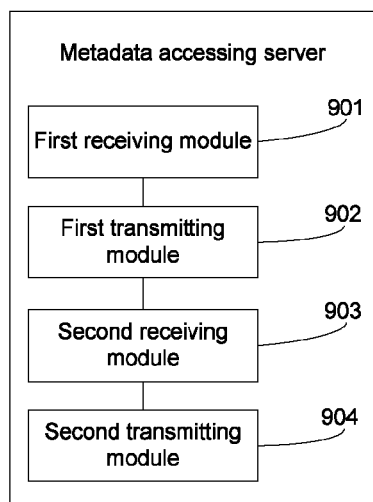 Metadata accessing server
901
First receiving module
902
First transmitting
module
903
Second receiving
module
904
Second transmitting
module